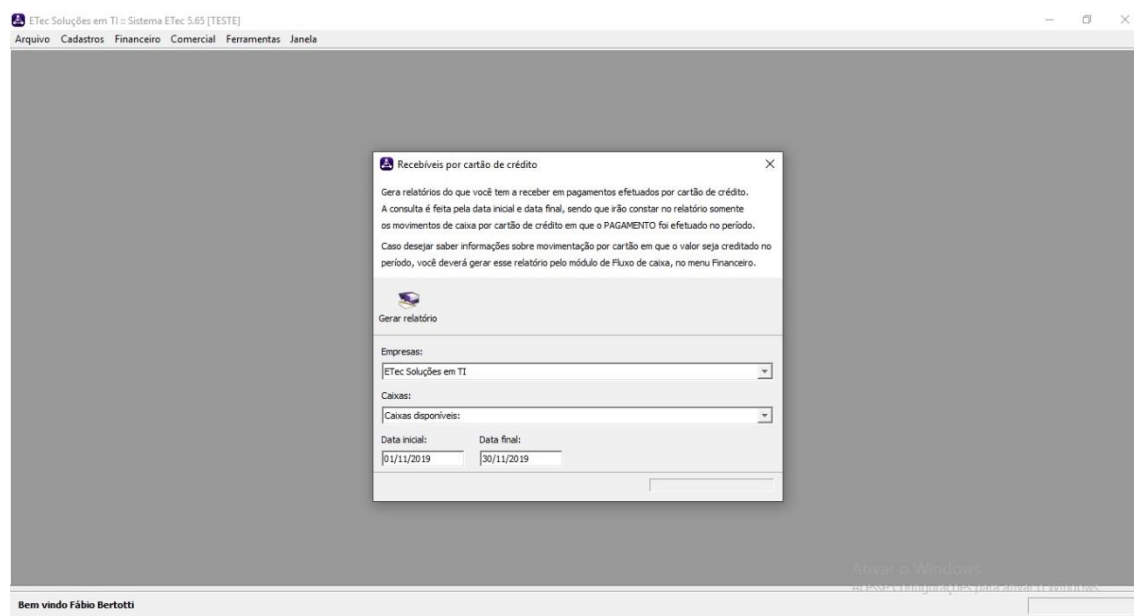 ETec Soluções em TI :: Sistema ETec 5.65 [TESTE]
Arquivo Cadastros Financeiro Comercial Ferramentas Janela
Recebíveis por cartão de crédito
Gera relatórios do que você tem a receber em pagamentos efetuados por cartão de crédito.
A consulta é feita pela data inicial e data final, sendo que irão constar no relatório somente
os movimentos de caixa por cartão de crédito em que o PAGAMENTO foi efetuado no período.
Caso desejar saber informações sobre movimentação por cartão em que o valor seja creditado no
período, você deverá gerar esse relatório pelo módulo de Fluxo de caixa, no menu Financeiro.
Gerar relatório
Empresas:
ETec Soluções em TI
Caixas:
Caixas disponíveis:
Data inicial: Data final:
01/11/2019 30/11/2019
Ativar o Windows
Acesse Configurações para ativar o Windows.
Bem vindo Fábio Bertotti